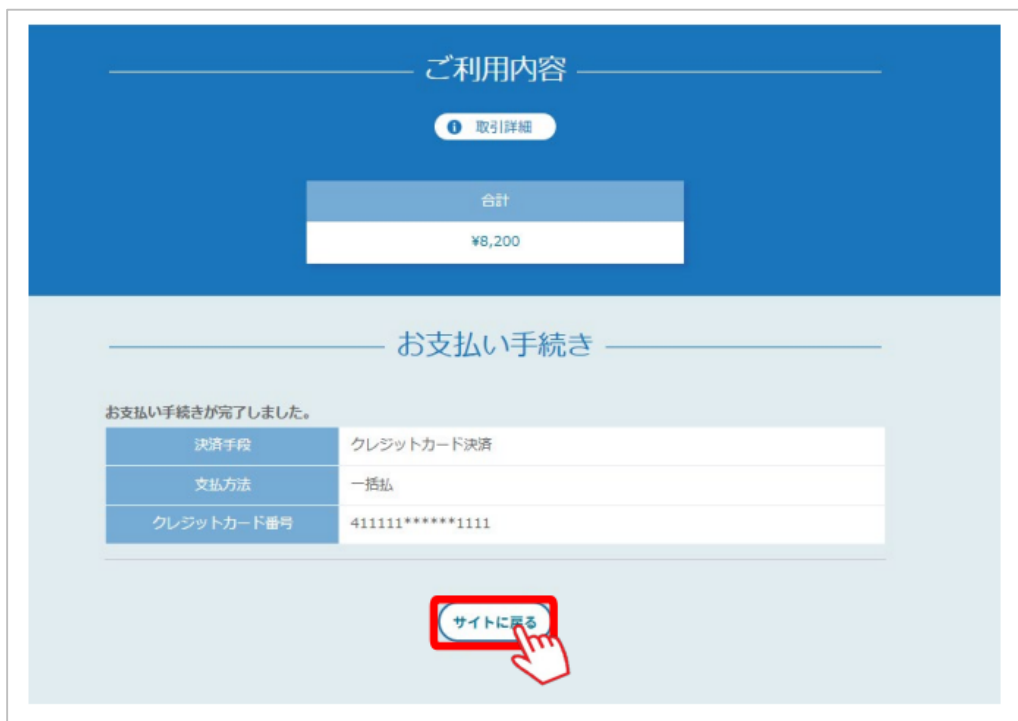 ご利用内容
取引詳細
合計
¥8,200
お支払い手続き
お支払い手続きが完了しました。
決済手段 クレジットカード決済
支払方法 一括払
クレジットカード番号 411111******1111
サイトに戻る